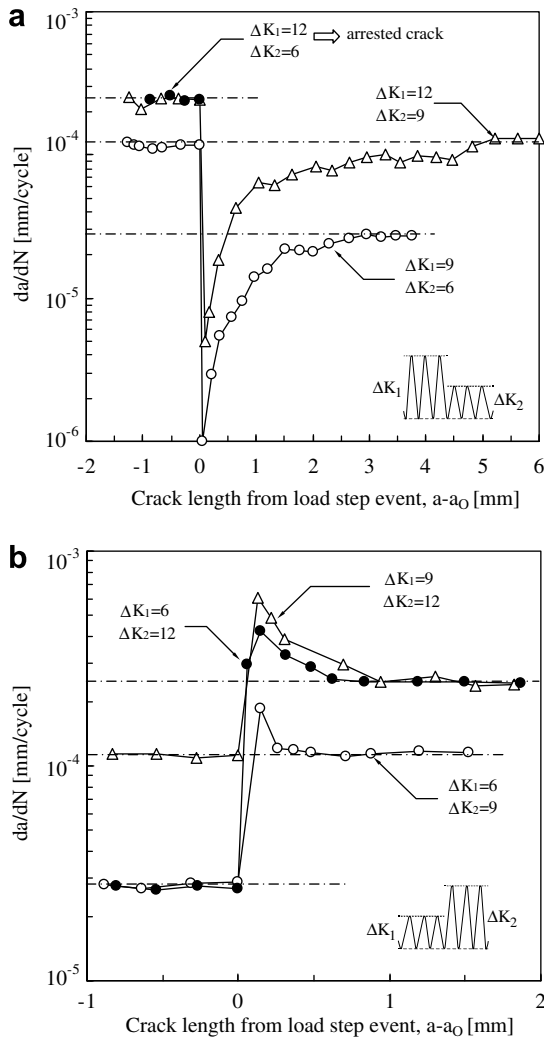 a
ΔK1=12
ΔK2=6
arrested crack
ΔK1=12
ΔK2=9
ΔK1=9
ΔK2=6
ΔK1
ΔK2
10-4
10-5
10-6
da/dN [mm/cycle]
-2 -1 0 1 2 3 4 5 6
Crack length from load step event, a-aO [mm]
b
10-3
ΔK1=9
ΔK2=12
ΔK1=6
ΔK2=12
10-4
ΔK1=6
ΔK2=9
ΔK1
ΔK2
10-5
da/dN [mm/cycle]
-1 0 1 2
Crack length from load step event, a-aO [mm]